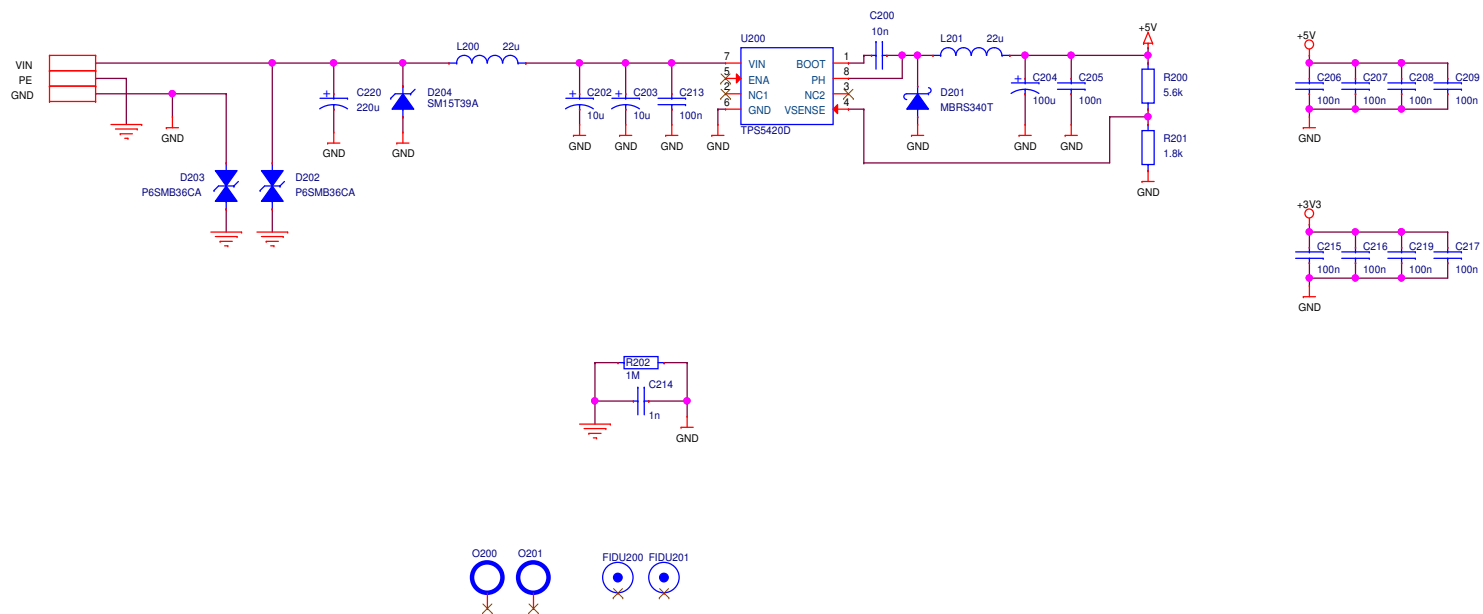 VIN
PE
GND
GND
D203
P6SMB36CA
D202
P6SMB36CA
+
C220
220u
GND
D204
SM15T39A
GND
L200 22u
+
C202
10u
GND
+
C203
10u
GND
C213
100n
GND
GND
U200
7 VIN BOOT 1
5 ENA PH 8
2 NC1 NC2 3
6 GND VSENSE 4
TPS5420D
C200
10n
D201
MBRS340T
GND
L201 22u
+
C204
100u
GND
C205
100n
GND
+5V
R200
5.6k
R201
1.8k
GND
+5V
C206 C207 C208 C209
100n 100n 100n 100n
GND
+3V3
C215 C216 C219 C217
100n 100n 100n 100n
GND
R202
1M
C214
1n
GND
O200 O201 FIDU200 FIDU201